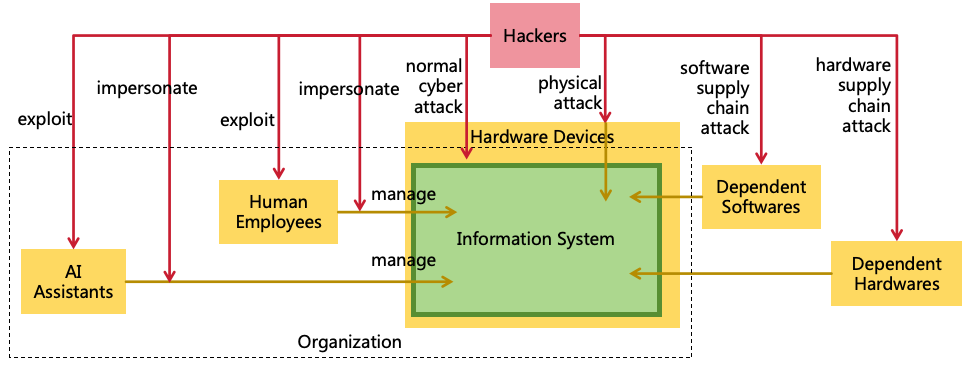 Hackers
exploit
impersonate
exploit
impersonate
normal
cyber
attack
physical
attack
software
supply
chain
attack
hardware
supply
chain
attack
Hardware Devices
Human
Employees
manage
Information System
Dependent
Softwares
AI
Assistants
manage
Dependent
Hardwares
Organization